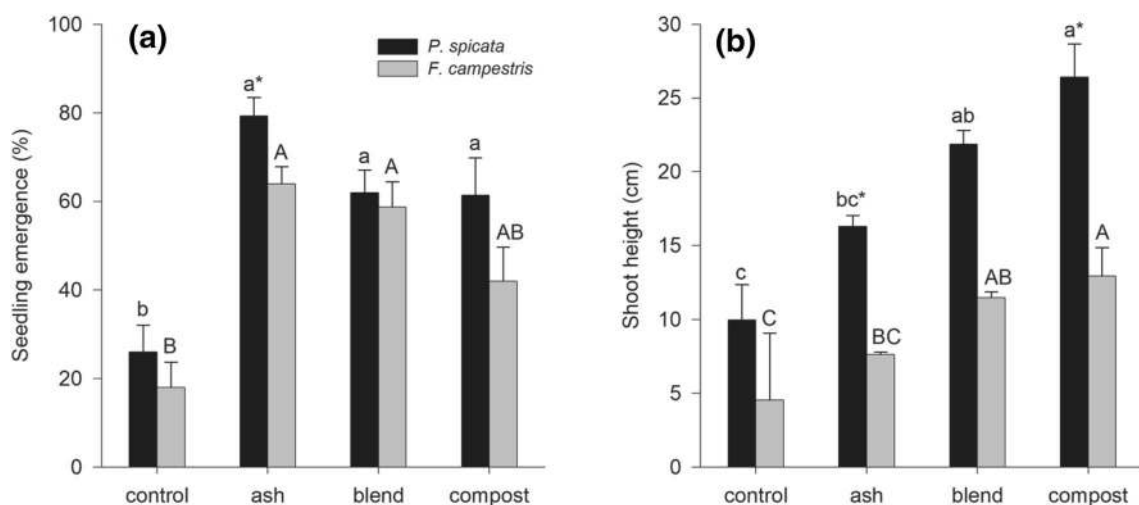 (a)
P. spicata
F. campestris
Seedling emergence (%)
100
80
60
40
20
0
b
B
a*
A
a
A
a
AB
control
ash
blend
compost
(b)
Shoot height (cm)
30
25
20
15
10
5
0
c
C
bc*
BC
ab
AB
a*
A
control
ash
blend
compost